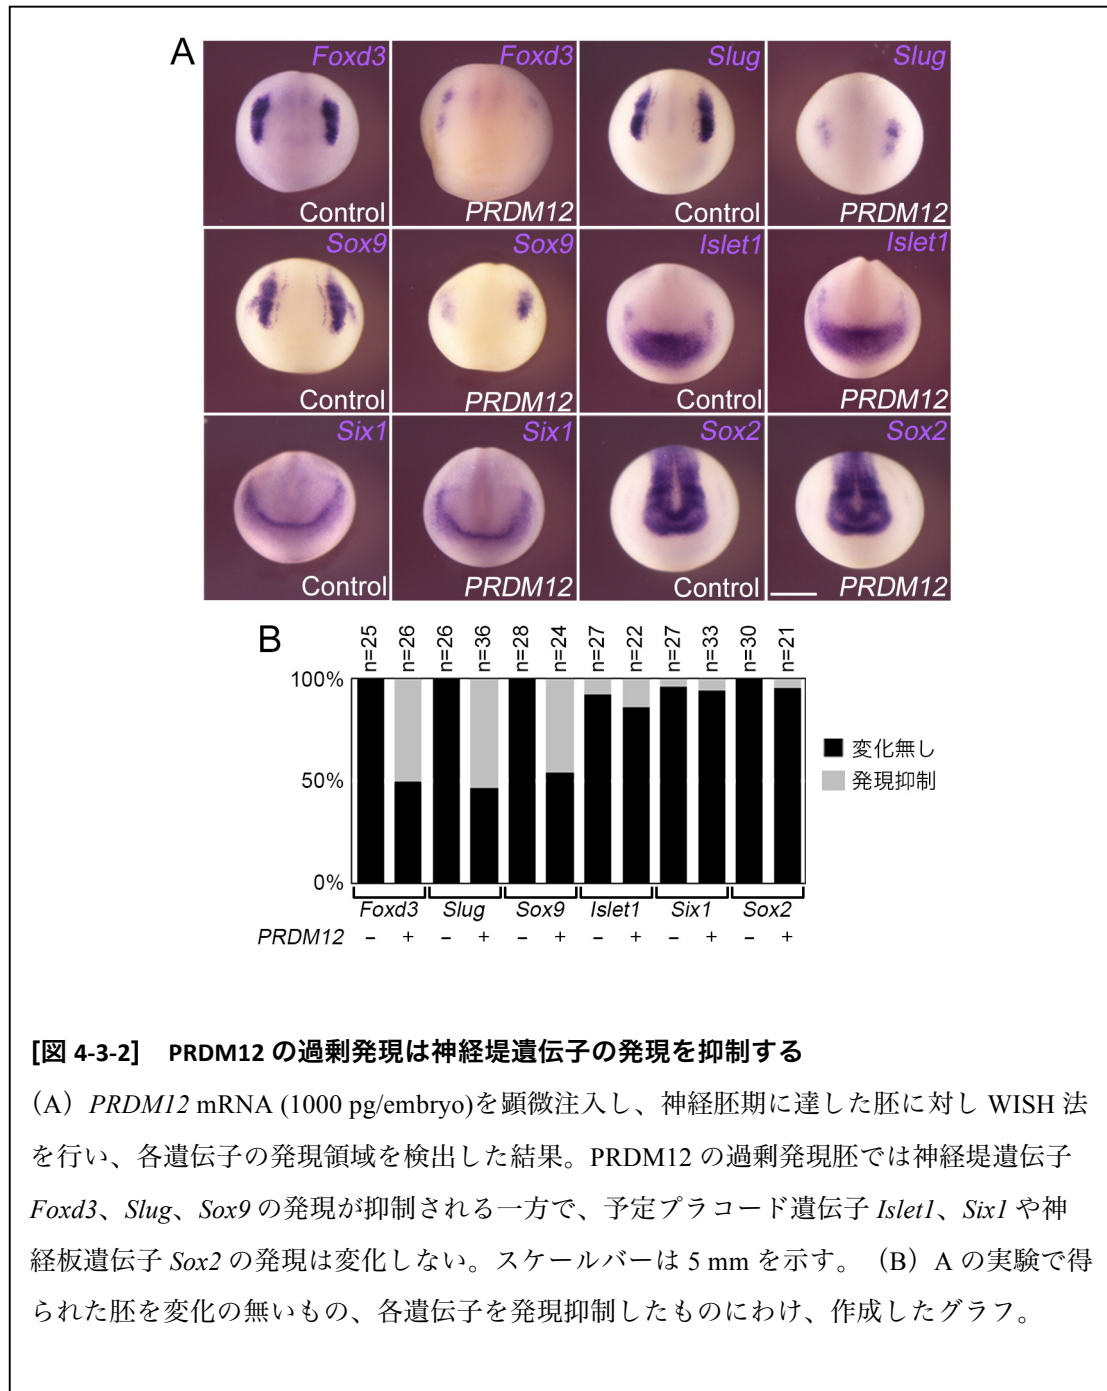 A
Foxd3 Foxd3 Slug Slug
Control PRDM12 Control PRDM12
Sox9 Sox9 Islet1 Islet1
Control PRDM12 Control PRDM12
Six1 Six1 Sox2 Sox2
Control PRDM12 Control PRDM12
B
n=25 n=26 n=26 n=36 n=28 n=24 n=27 n=22 n=27 n=33 n=30 n=21
100%
50%
0%
変化無し
発現抑制
Foxd3 Slug Sox9 Islet1 Six1 Sox2
PRDM12 – + – + – + – + – + – +
[図 4-3-2] PRDM12 の過剰発現は神経堤遺伝子の発現を抑制する
（A）PRDM12 mRNA (1000 pg/embryo)を顕微注入し、神経胚期に達した胚に対し WISH 法
を行い、各遺伝子の発現領域を検出した結果。PRDM12 の過剰発現胚では神経堤遺伝子
Foxd3、Slug、Sox9 の発現が抑制される一方で、予定プラコード遺伝子 Islet1、Six1 や神
経板遺伝子 Sox2 の発現は変化しない。スケールバーは 5 mm を示す。（B）A の実験で得
られた胚を変化の無いもの、各遺伝子を発現抑制したものにわけ、作成したグラフ。